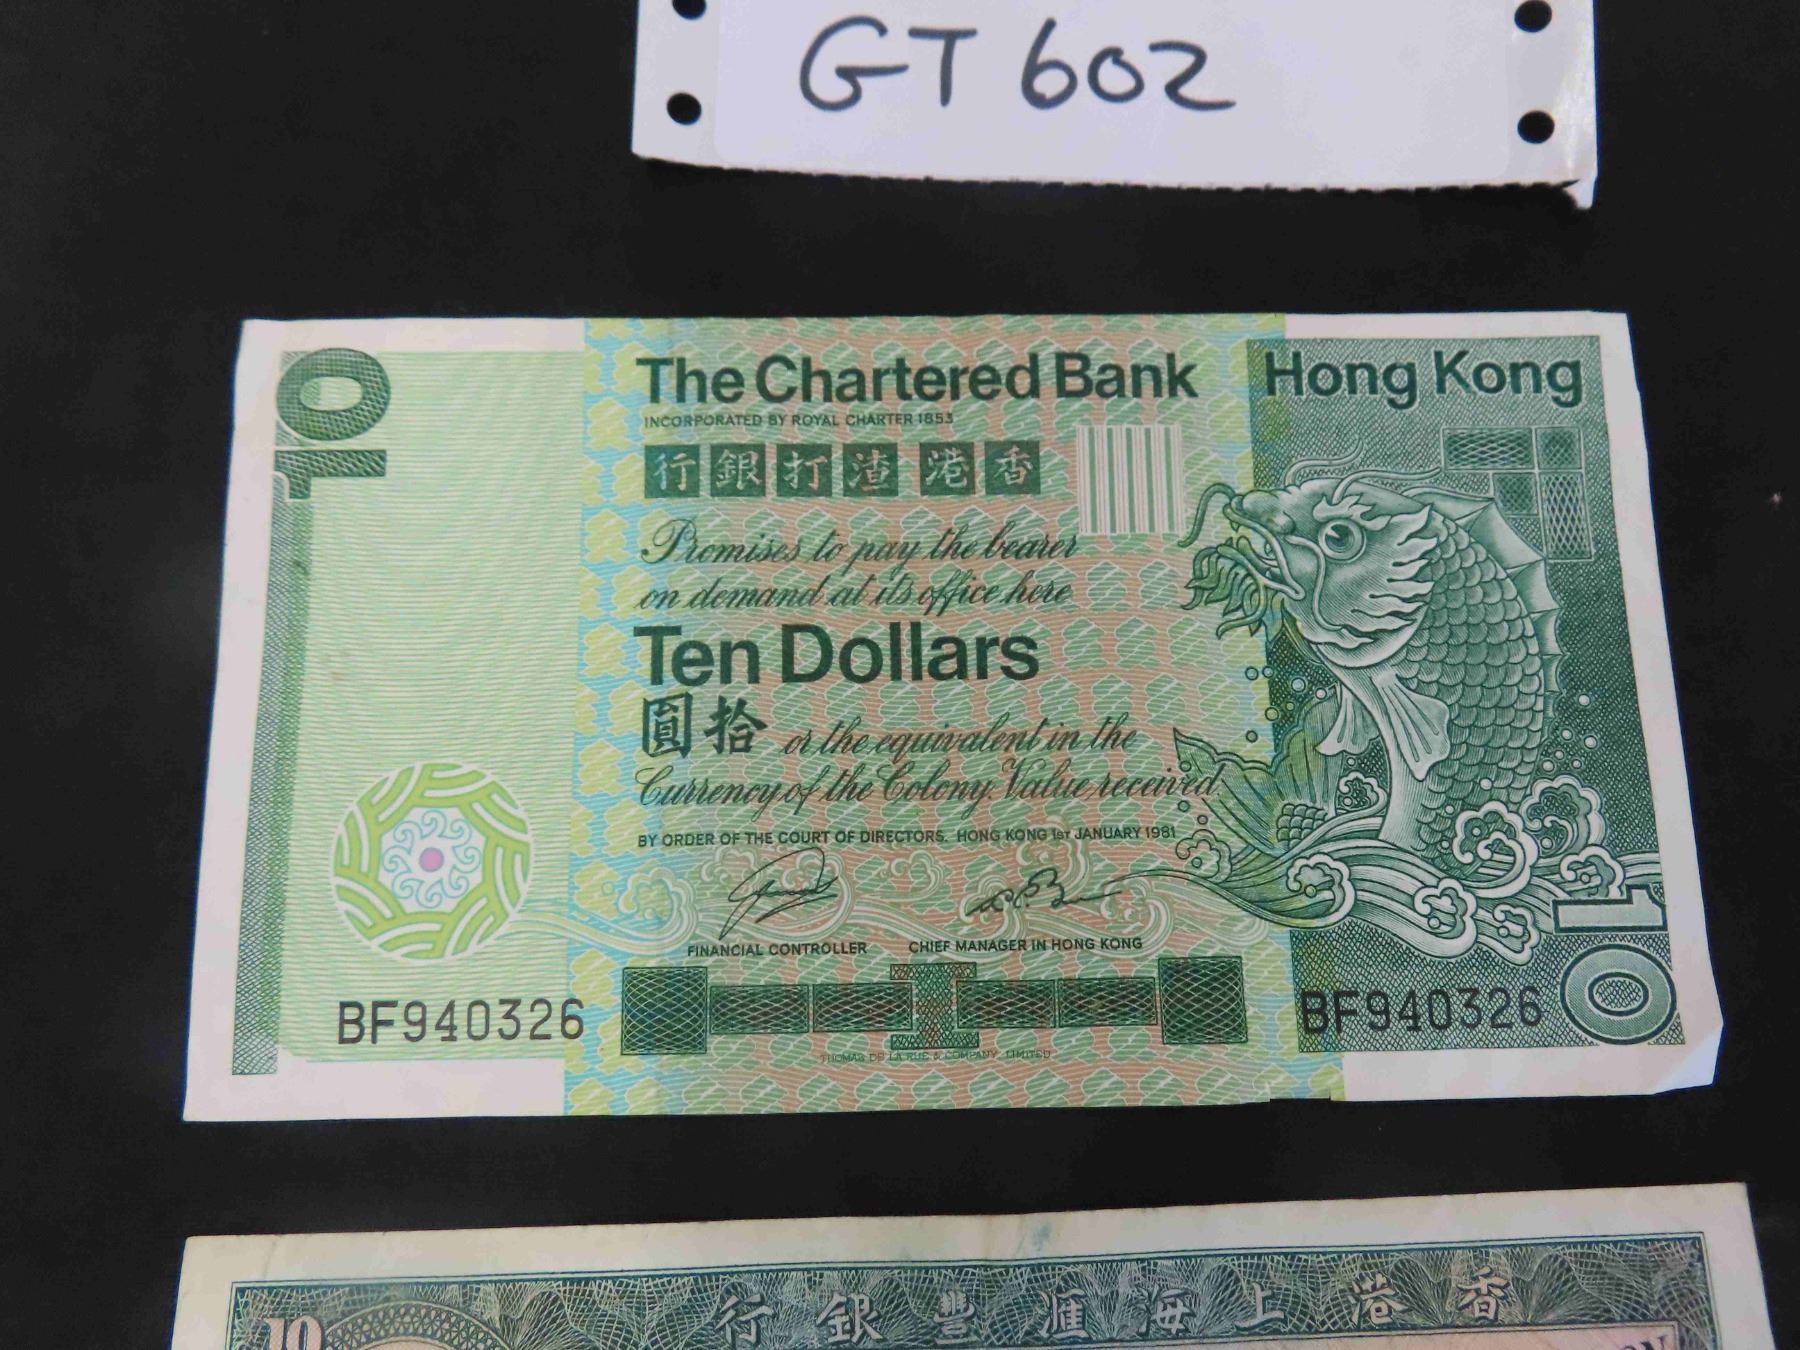 GT 602
10
The Chartered Bank
Hong Kong
INCORPORATED BY ROYAL CHARTER 1853
行銀打渣港香
Promises to pay the bearer
on demand at its office here
Ten Dollars
圓拾 or the equivalent in the
Currency of the Colony. Value received.
BY ORDER OF THE COURT OF DIRECTORS. HONG KONG 1ST JANUARY 1981
FINANCIAL CONTROLLER
CHIEF MANAGER IN HONG KONG
10
BF940326
BF940326
THOMAS DE LA RUE & COMPANY, LIMITED
行銀豐滙海上港香
10